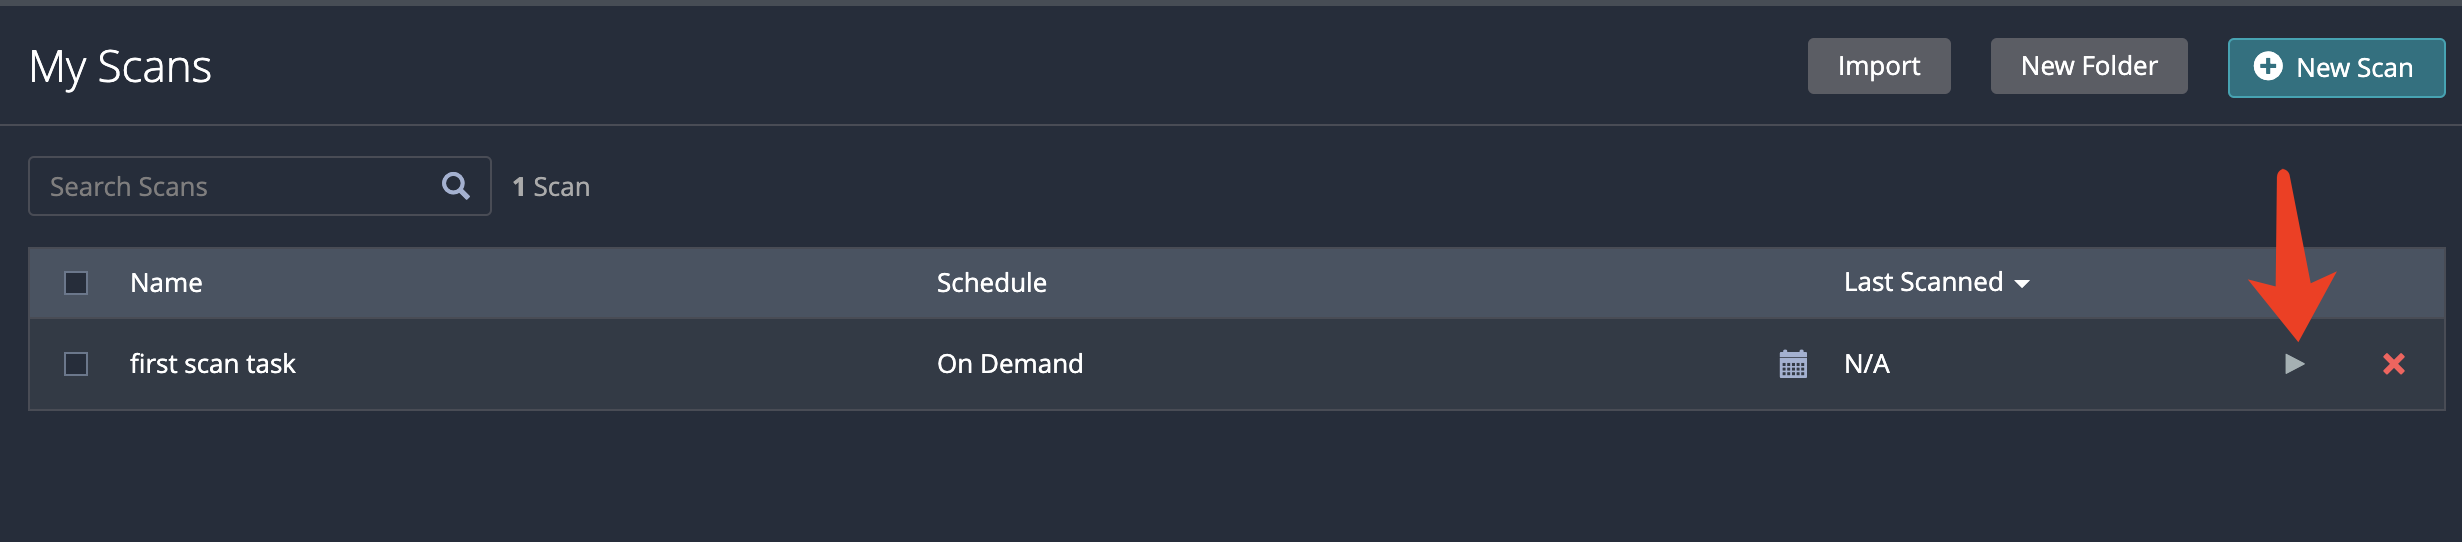 My Scans
Import
New Folder
New Scan
Search Scans
1 Scan
Name Schedule Last Scanned
first scan task On Demand N/A